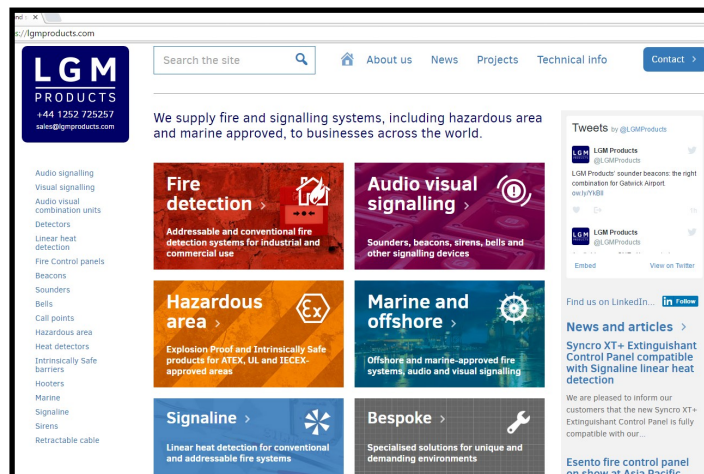 nd s
s://lgmproducts.com
LGM
PRODUCTS
+44 1252 725257
sales@lgmproducts.com
Search the site
About us
News
Projects
Technical info
Contact >
We supply fire and signalling systems, including hazardous area
and marine approved, to businesses across the world.
Audio signalling
Visual signalling
Audio visual
combination units
Detectors
Linear heat
detection
Fire Control panels
Beacons
Sounders
Bells
Call points
Hazardous area
Heat detectors
Intrinsically Safe
barriers
Hooters
Marine
Signaline
Sirens
Retractable cable
Fire
detection >
Addressable and conventional fire
detection systems for industrial and
commercial use
Audio visual
signalling >
Sounders, beacons, sirens, bells and
other signalling devices
Hazardous
area >
Explosion Proof and Intrinsically Safe
products for ATEX, UL and IECEX-
approved areas
Marine and
offshore >
Offshore and marine-approved fire
systems, audio and visual signalling
Signaline >
Linear heat detection for conventional
and addressable fire systems
Bespoke >
Specialised solutions for unique and
demanding environments
Tweets by @LGMProducts
LGM Products
@LGMProducts
LGM Products' sounder beacons: the right
combination for Gatwick Airport.
ow.ly/YkBll
LGM Products
@LGMProducts
Embed
View on Twitter
Find us on LinkedIn...
in Follow
News and articles >
Syncro XT+ Extinguishant
Control Panel compatible
with Signaline linear heat
detection
We are pleased to inform our
customers that the new Syncro XT+
Extinguishant Control Panel is fully
compatible with our...
Esento fire control panel
on show at Asia Pacific